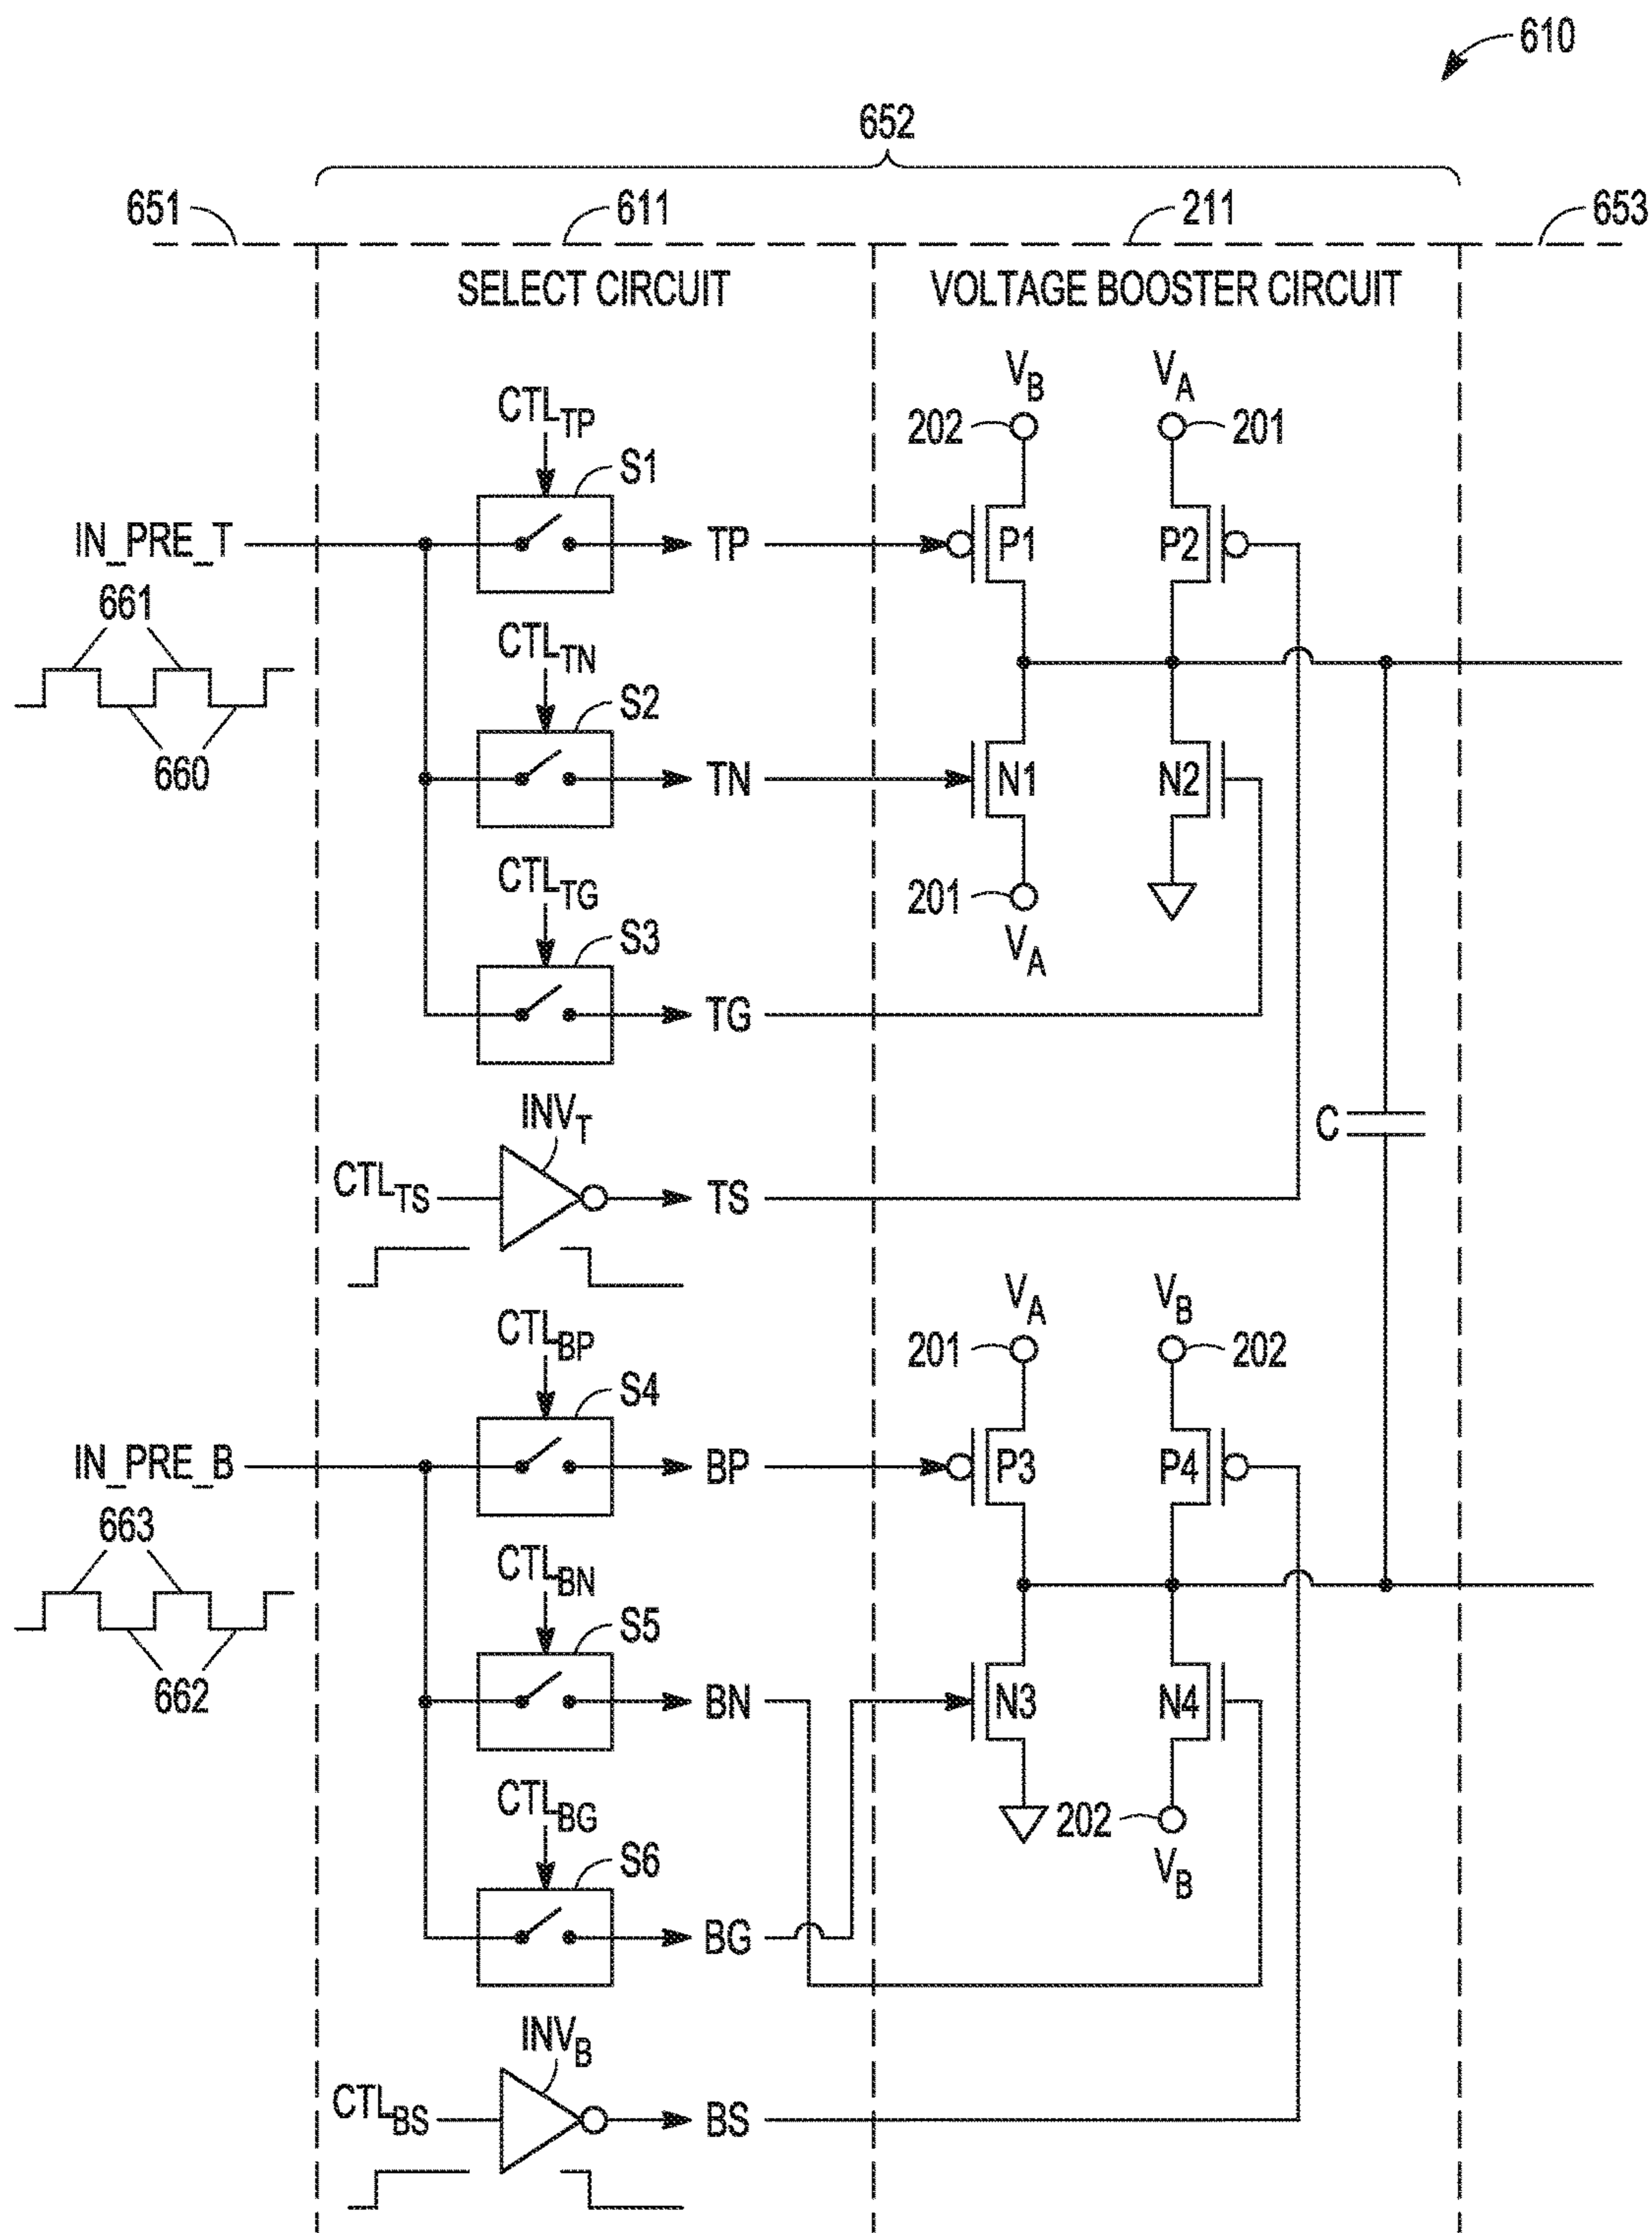 610
652
651
611
211
653
SELECT CIRCUIT
VOLTAGE BOOSTER CIRCUIT
VB
VA
CTLTP
202
201
S1
IN_PRE_T
TP
P1
P2
661
CTLTN
S2
660
TN
N1
N2
CTLTG
201
S3
VA
TG
INVT
C
CTLTS
TS
VA
VB
CTLBP
201
202
S4
IN_PRE_B
BP
P3
P4
663
CTLBN
S5
662
BN
N3
N4
CTLBG
202
S6
VB
BG
INVB
CTLBS
BS